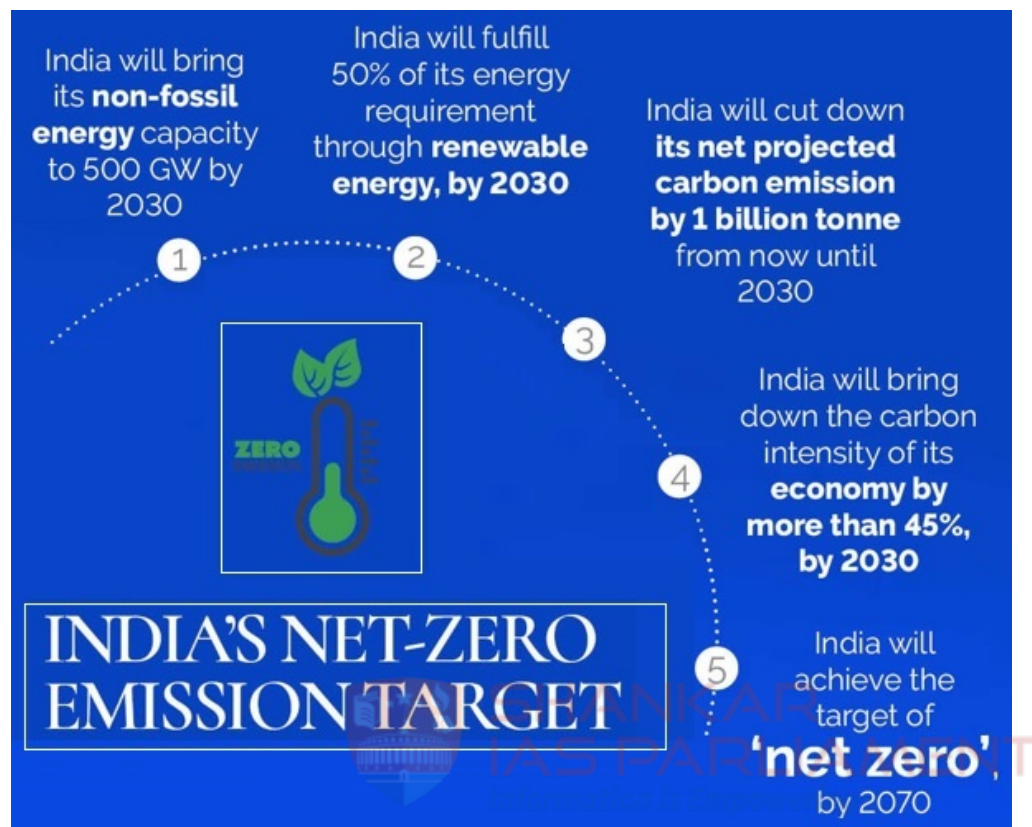 India will bring
its non-fossil
energy capacity
to 500 GW by
2030
India will fulfill
50% of its energy
requirement
through renewable
energy, by 2030
India will cut down
its net projected
carbon emission
by 1 billion tonne
from now until
2030
1
2
3
India will bring
down the carbon
intensity of its
economy by
more than 45%,
by 2030
4
ZERO
INDIA'S NET-ZERO
EMISSION TARGET
5
India will
achieve the
target of
'net zero',
by 2070
SHANKAR
IAS PARLIAMENT